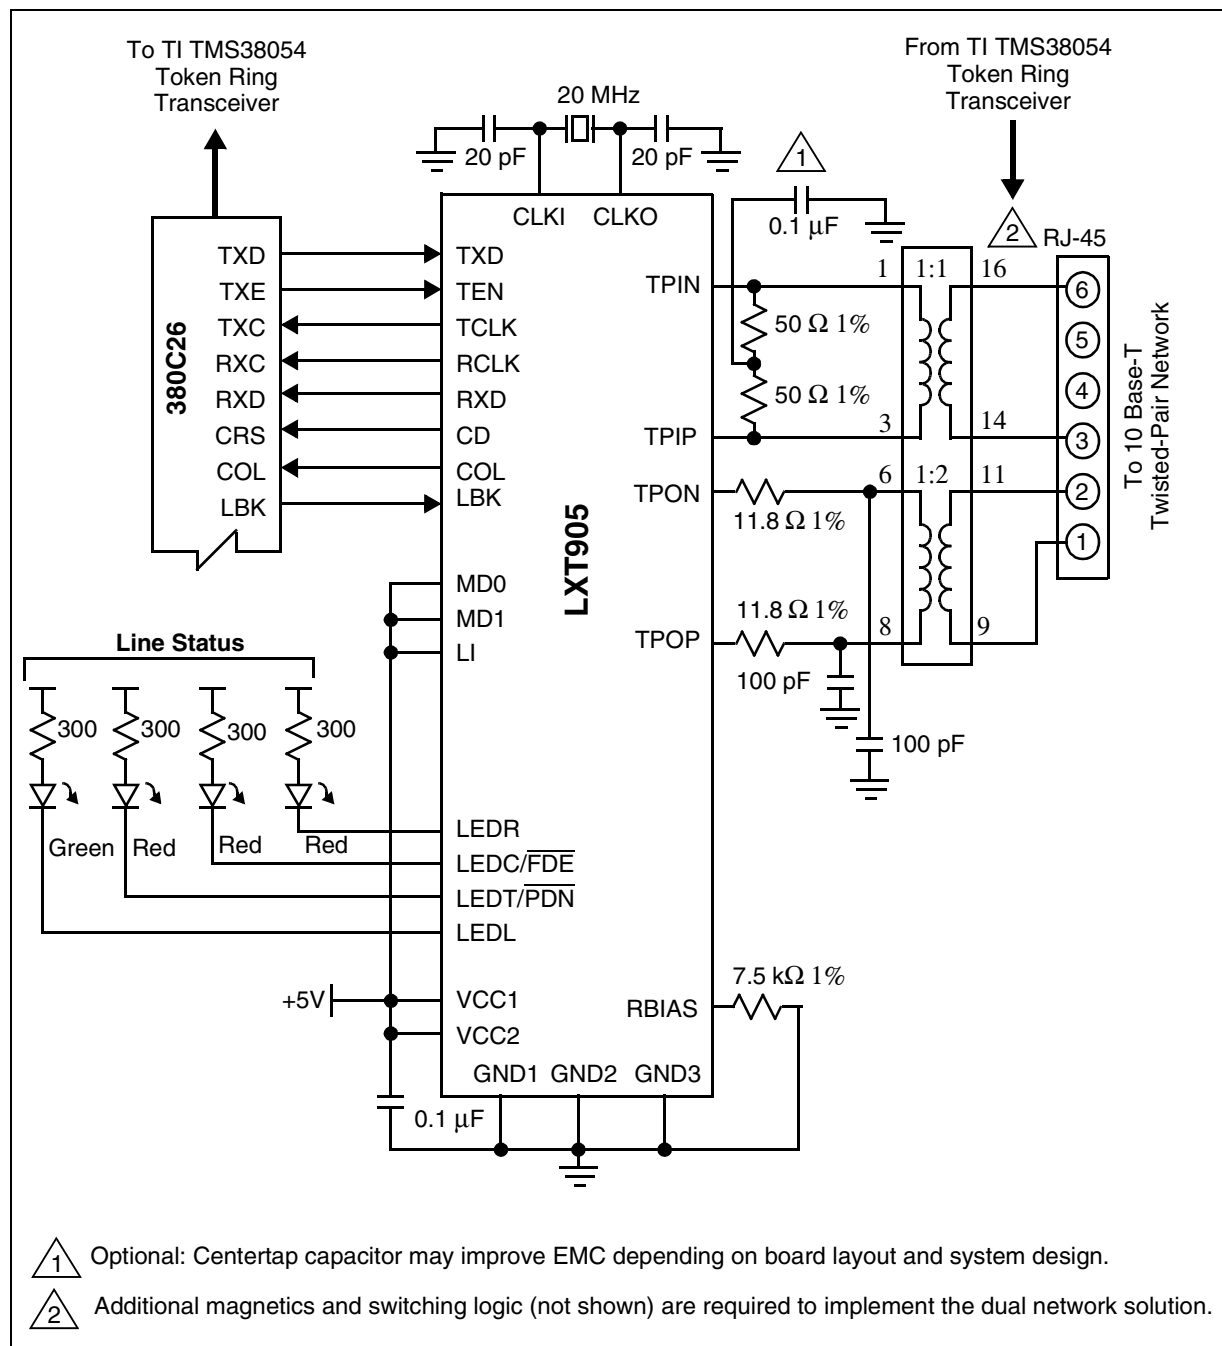 To TI TMS38054
Token Ring
Transceiver
From TI TMS38054
Token Ring
Transceiver
20 MHz
20 pF
20 pF
1
0.1 μF
2
RJ-45
CLKI
CLKO
380C26
TXD
TXE
TXC
RXC
RXD
CRS
COL
LBK
TXD
TEN
TCLK
RCLK
RXD
CD
COL
LBK
MD0
MD1
LI
LXT905
TPIN
TPIP
TPON
TPOP
50 Ω 1%
50 Ω 1%
11.8 Ω 1%
11.8 Ω 1%
100 pF
100 pF
1
1:1
16
3
14
6
1:2
11
8
9
6
5
4
3
2
1
To 10 Base-T
Twisted-Pair Network
Line Status
300
300
300
300
Green
Red
Red
Red
LEDR
LEDC/FDE
LEDT/PDN
LEDL
+5V
VCC1
VCC2
RBIAS
7.5 kΩ 1%
GND1
GND2
GND3
0.1 μF
1 Optional: Centertap capacitor may improve EMC depending on board layout and system design.
2 Additional magnetics and switching logic (not shown) are required to implement the dual network solution.